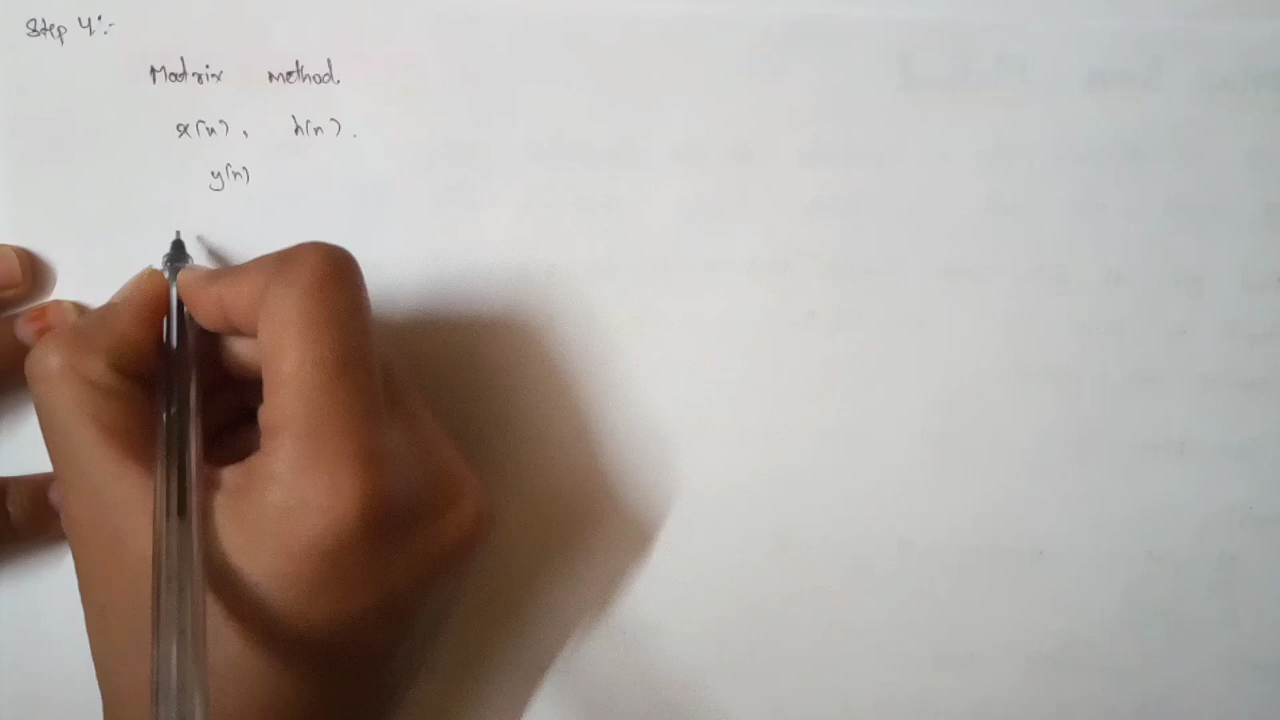 Step 4:-
Matrix method.
x(n), h(n).
y(n)